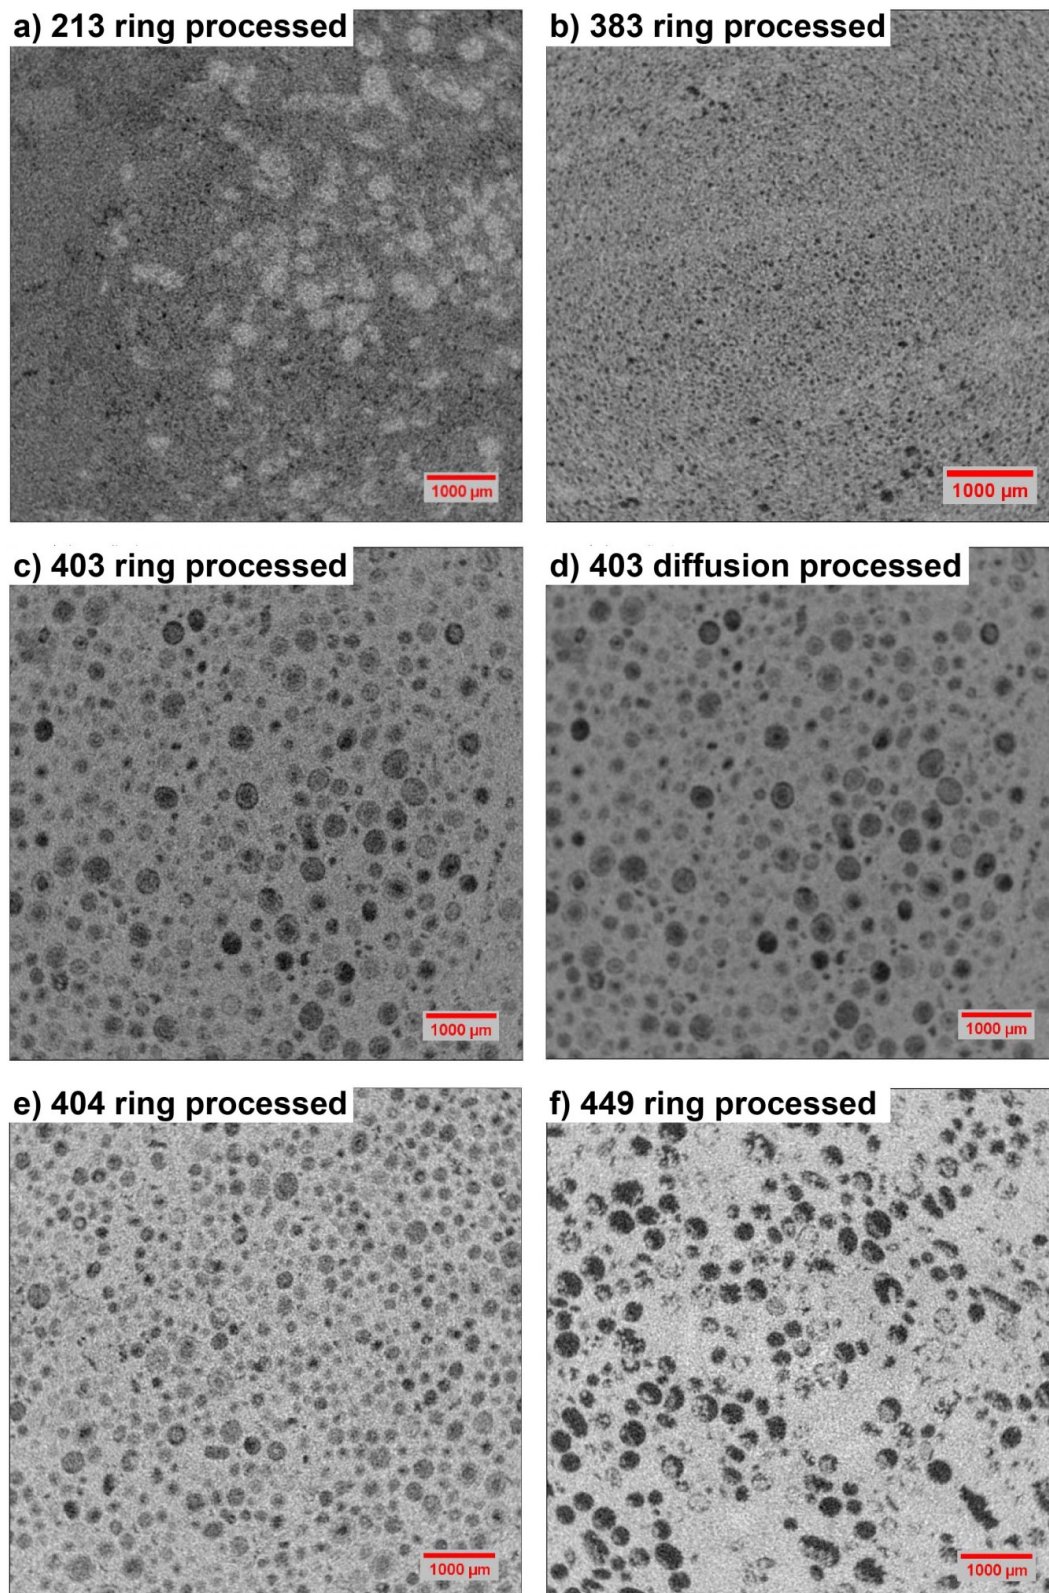 a) 213 ring processed
b) 383 ring processed
1000 µm
1000 µm
c) 403 ring processed
d) 403 diffusion processed
1000 µm
1000 µm
e) 404 ring processed
f) 449 ring processed
1000 µm
1000 µm